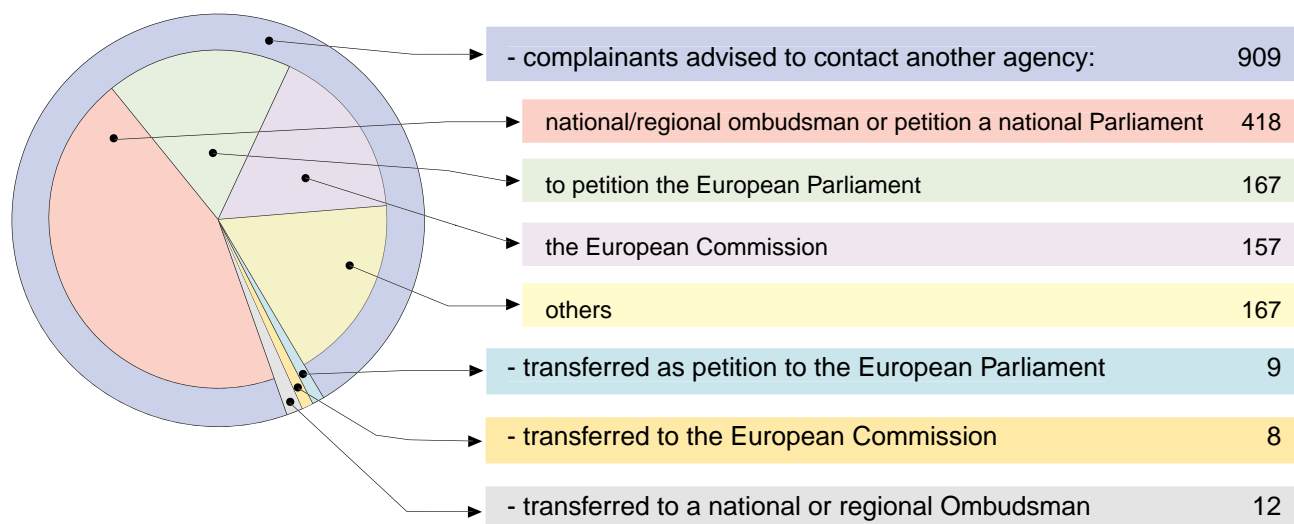 - complainants advised to contact another agency: 909
national/regional ombudsman or petition a national Parliament 418
to petition the European Parliament 167
the European Commission 157
others 167
- transferred as petition to the European Parliament 9
- transferred to the European Commission 8
- transferred to a national or regional Ombudsman 12